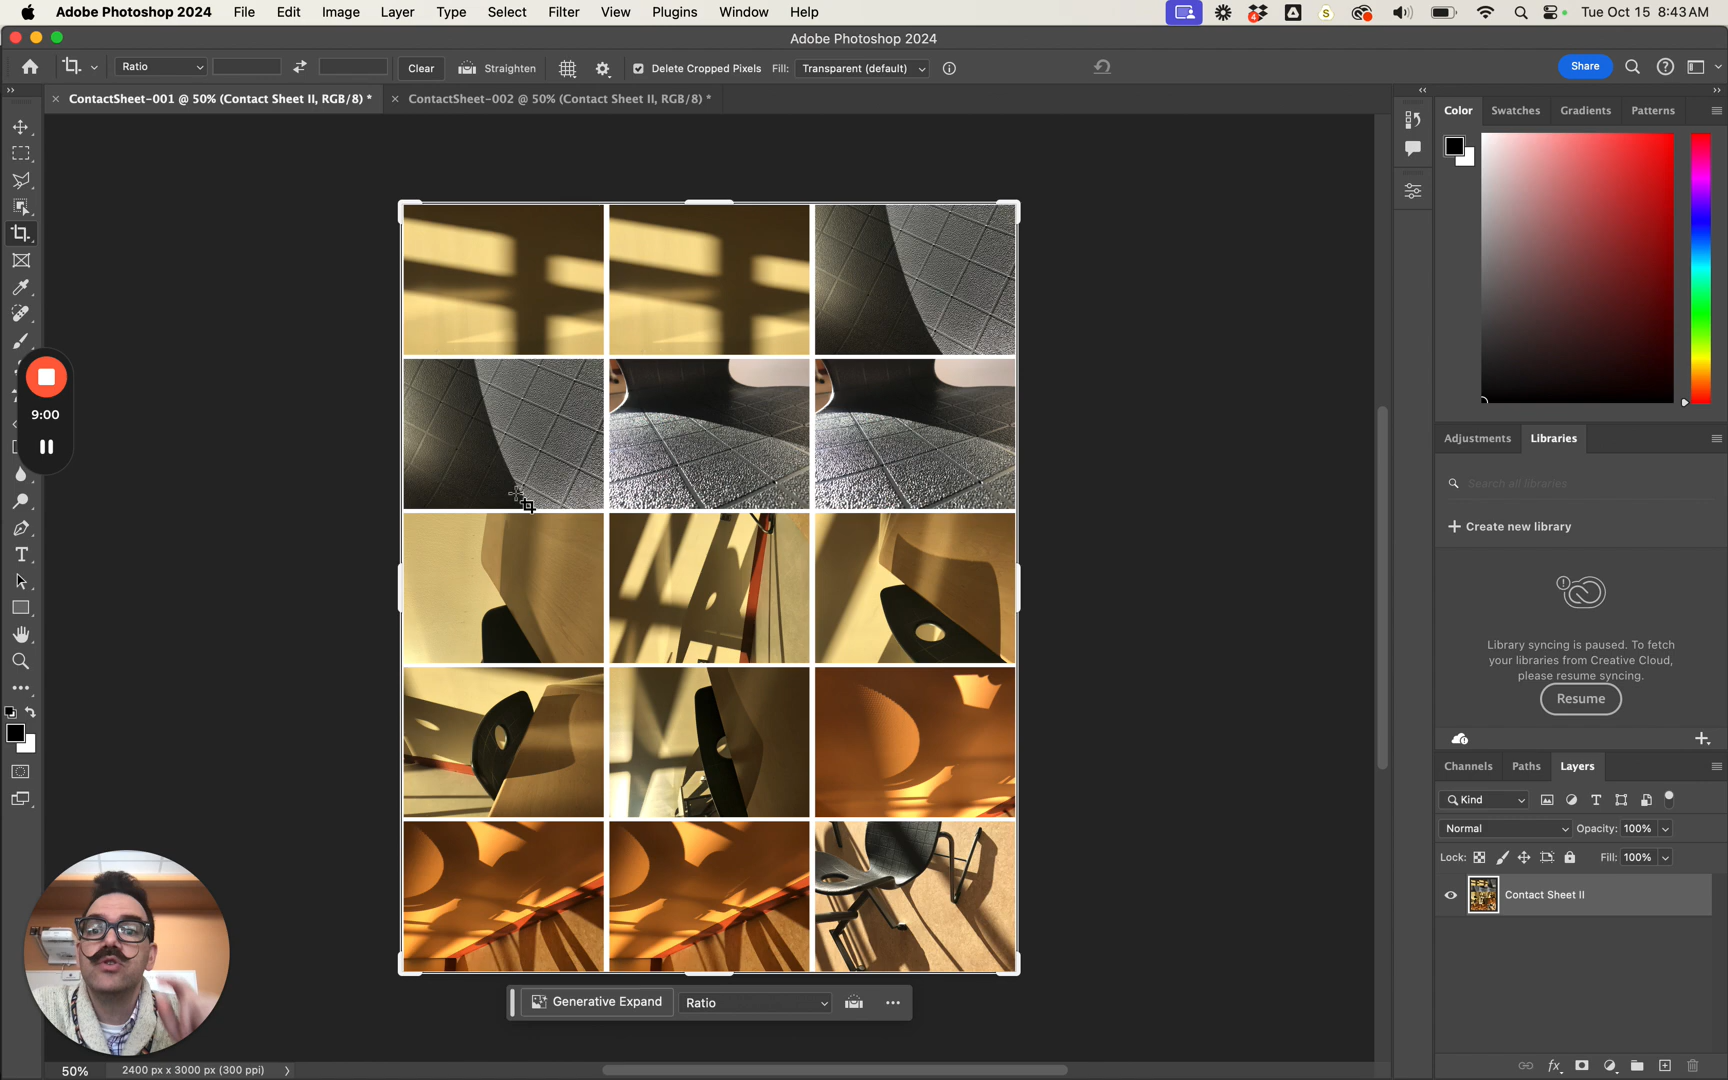 Adobe Photoshop 2024 File Edit Image Layer Type Select Filter View Plugins Window Help 4 S Tue Oct 15 8:43 AM
Adobe Photoshop 2024
Ratio Clear Straighten Delete Cropped Pixels Fill: Transparent (default) Share
ContactSheet-001 @ 50% (Contact Sheet II, RGB/8) * ContactSheet-002 @ 50% (Contact Sheet II, RGB/8) *
Color Swatches Gradients Patterns
9:00
Adjustments Libraries
Search all libraries
Create new library
Library syncing is paused. To fetch
your libraries from Creative Cloud,
please resume syncing.
Resume
Channels Paths Layers
Kind
Normal Opacity: 100%
Lock: Fill: 100%
Contact Sheet II
Generative Expand Ratio
50% 2400 px x 3000 px (300 ppi)